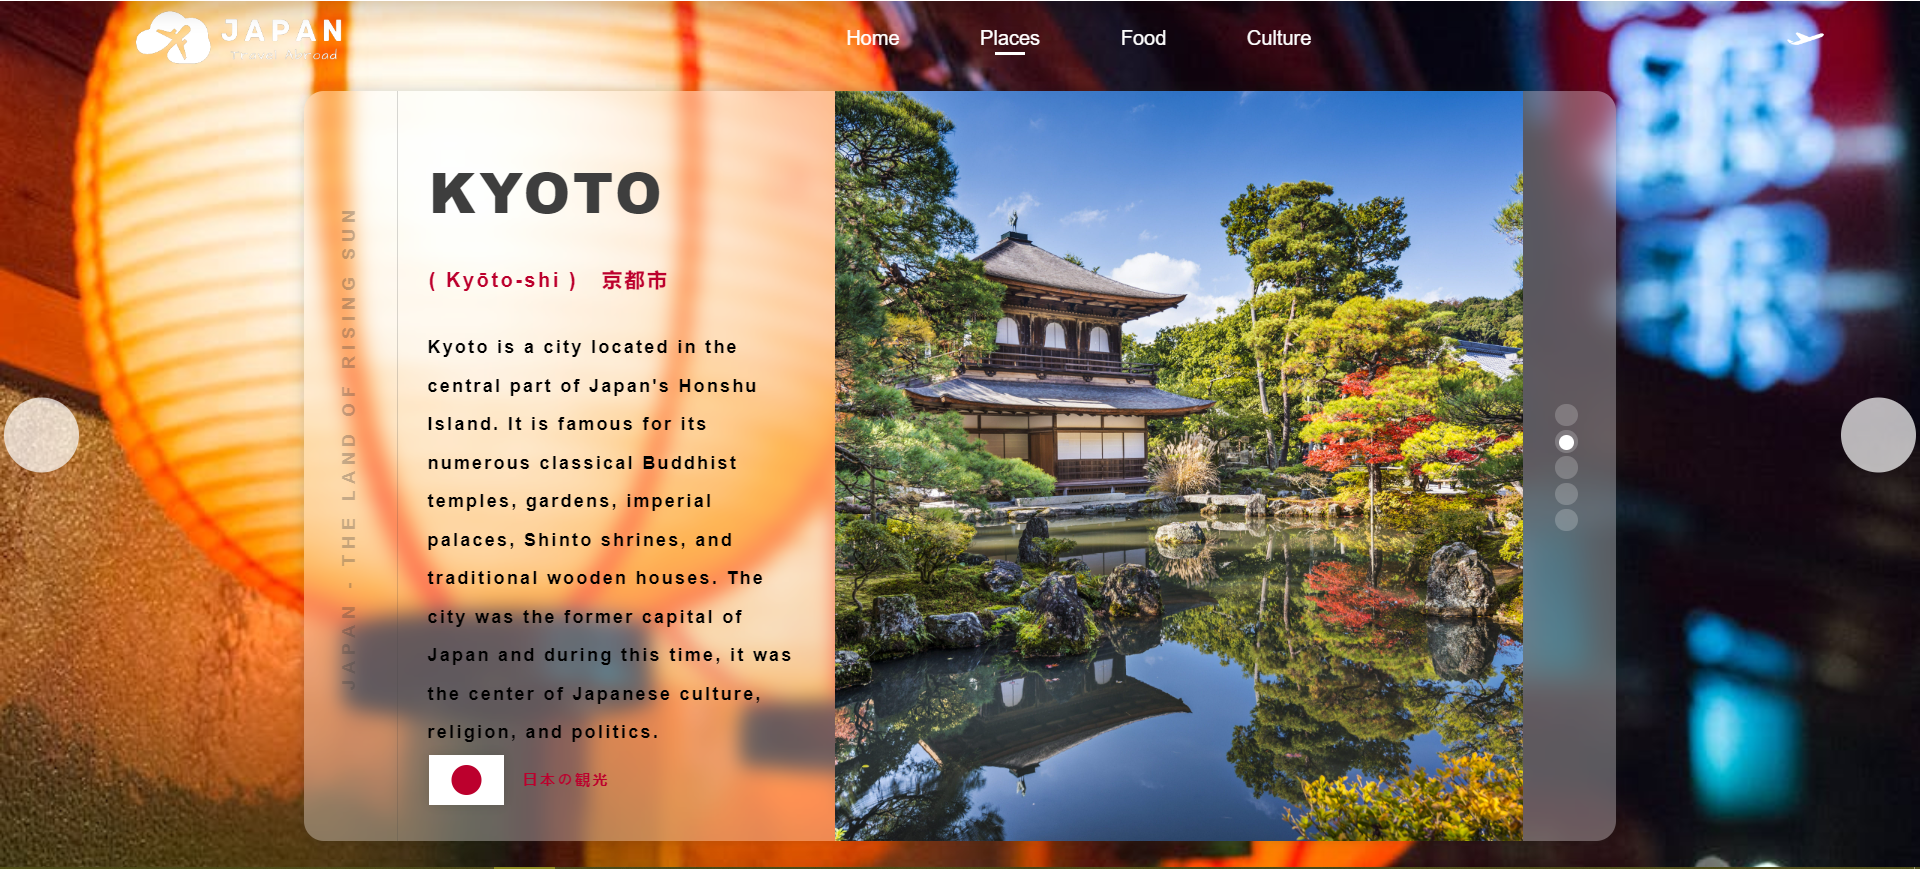 JAPAN
Travel Abroad
Home
Places
Food
Culture
JAPAN - THE LAND OF RISING SUN
KYOTO
( Kyōto-shi ) 京都市
Kyoto is a city located in the
central part of Japan's Honshu
Island. It is famous for its
numerous classical Buddhist
temples, gardens, imperial
palaces, Shinto shrines, and
traditional wooden houses. The
city was the former capital of
Japan and during this time, it was
the center of Japanese culture,
religion, and politics.
日本の観光